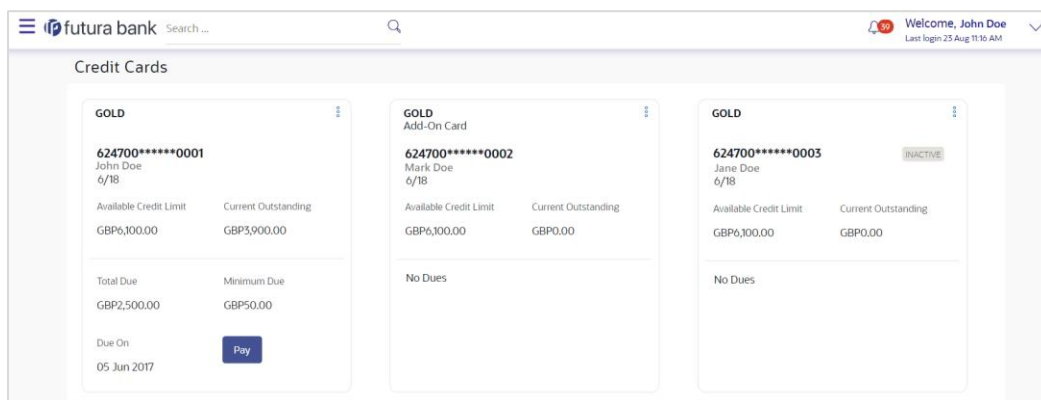 futura bank Search ... 39 Welcome, John Doe
Last login 23 Aug 11:16 AM
Credit Cards
GOLD
624700******0001
John Doe
6/18
Available Credit Limit Current Outstanding
GBP6,100.00 GBP3,900.00
Total Due Minimum Due
GBP2,500.00 GBP50.00
Due On
05 Jun 2017
Pay
GOLD
Add-On Card
624700******0002
Mark Doe
6/18
Available Credit Limit Current Outstanding
GBP6,100.00 GBP0.00
No Dues
GOLD
624700******0003 INACTIVE
Jane Doe
6/18
Available Credit Limit Current Outstanding
GBP6,100.00 GBP0.00
No Dues